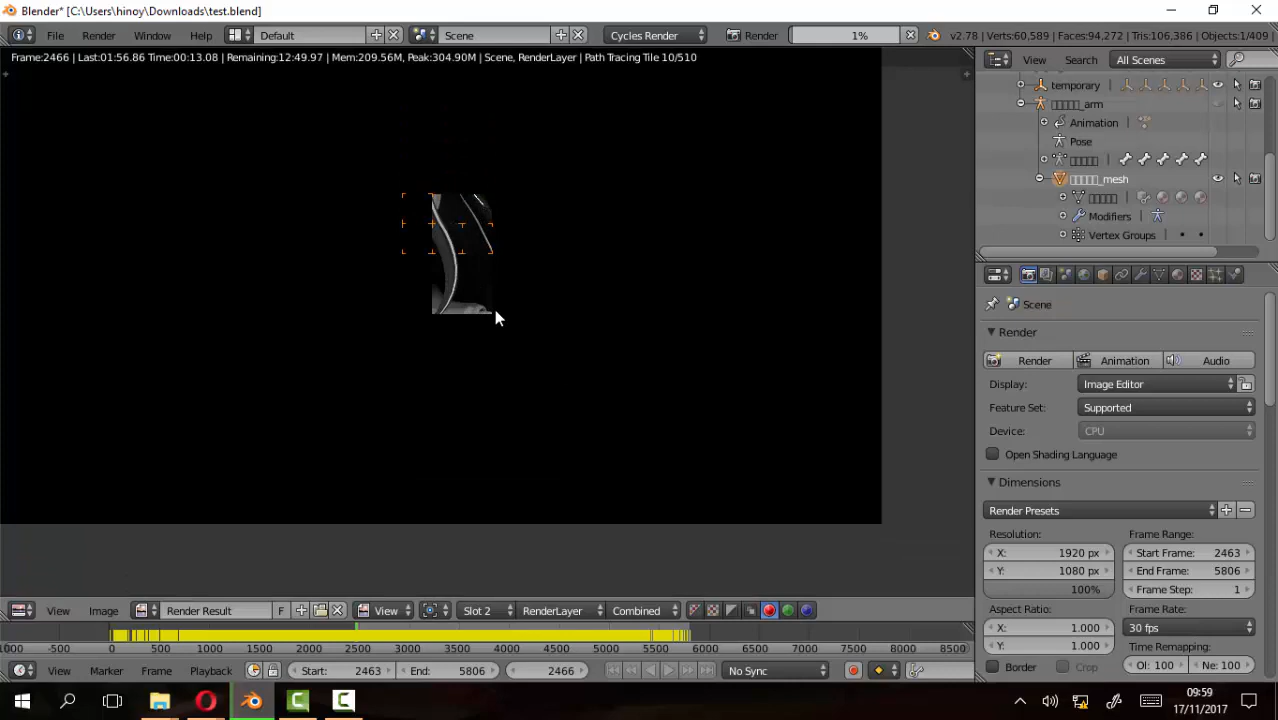 Blender* [C:\Users\hinoy\Downloads\test.blend]
File Render Window Help Default Scene Cycles Render Render 1% v2.78 | Verts:60,589 | Faces:94,272 | Tris:106,386 | Objects:1/409
Frame:2466 | Last:01:56.86 Time:00:13.08 | Remaining:12:49.97 | Mem:209.56M, Peak:304.90M | Scene, RenderLayer | Path Tracing Tile 10/510
View Search All Scenes
temporary
_arm
Animation
Pose
_mesh
Modifiers
Vertex Groups
Scene
Render
Render Animation Audio
Display: Image Editor
Feature Set: Supported
Device: CPU
Open Shading Language
Dimensions
Render Presets
Resolution: Frame Range:
X: 1920 px Start Frame: 2463
Y: 1080 px End Frame: 5806
100% Frame Step: 1
Aspect Ratio: Frame Rate:
X: 1.000 30 fps
Y: 1.000 Time Remapping:
Border Crop Ol: 100 Ne: 100
View Image Render Result F View Slot 2 RenderLayer Combined
-500 0 500 1000 1500 2000 2500 3000 3500 4000 4500 5000 5500 6000 6500 7000 7500 8000 8500
View Marker Frame Playback Start: 2463 End: 5806 2466 No Sync
09:59
17/11/2017